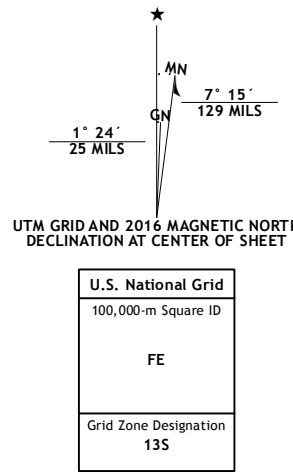 ★
MN
GN
7° 15´
129 MILS
1° 24´
25 MILS
UTM GRID AND 2016 MAGNETIC NORTH
DECLINATION AT CENTER OF SHEET
U.S. National Grid
100,000-m Square ID
FE
Grid Zone Designation
13S